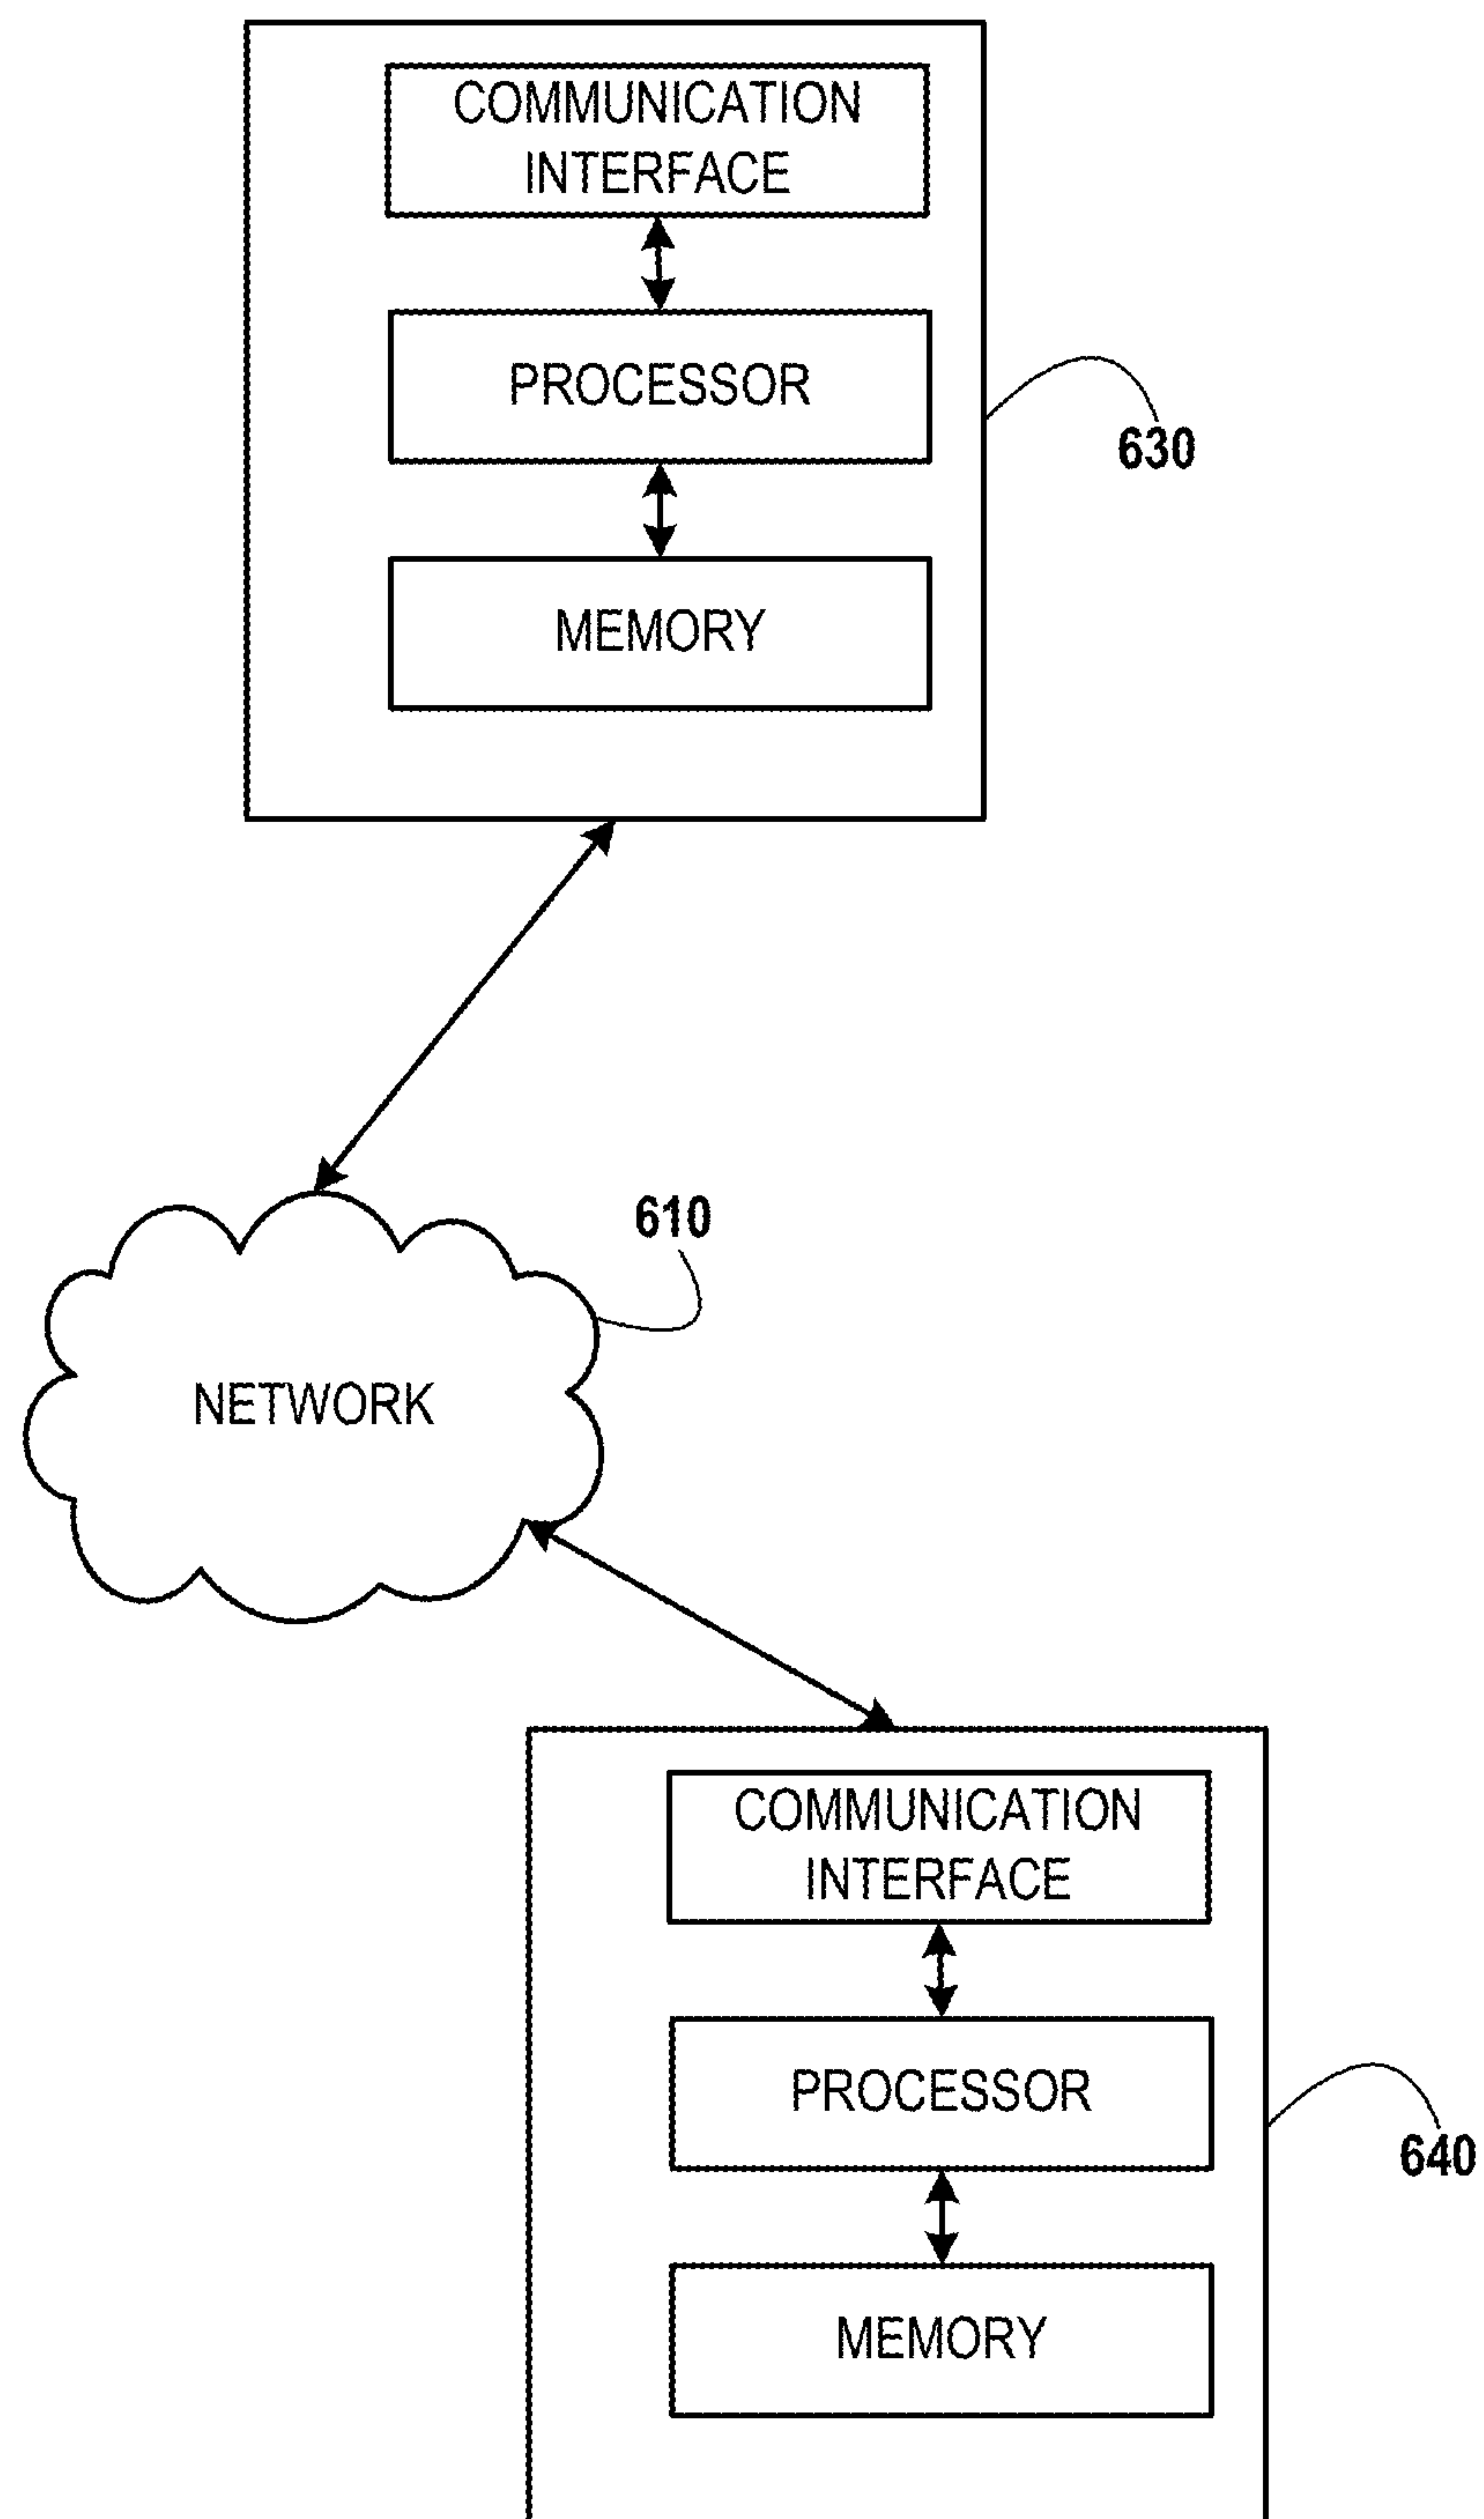 COMMUNICATION
INTERFACE
PROCESSOR
630
MEMORY
610
NETWORK
COMMUNICATION
INTERFACE
PROCESSOR
640
MEMORY